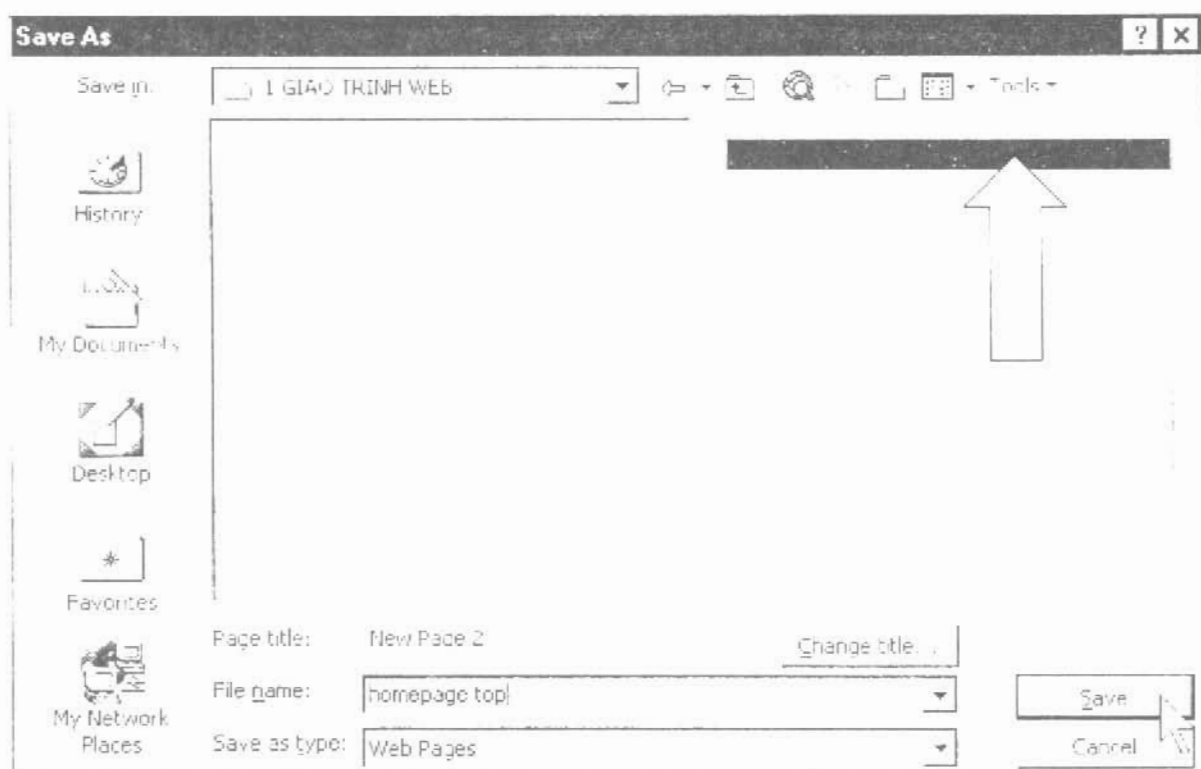 Save As
Save in:
1 GIAO TRINH WEB
Tools
History
My Documents
Desktop
Favorites
My Network
Places
Page title: New Page 2
Change title...
File name: homepage top
Save
Save as type: Web Pages
Cancel